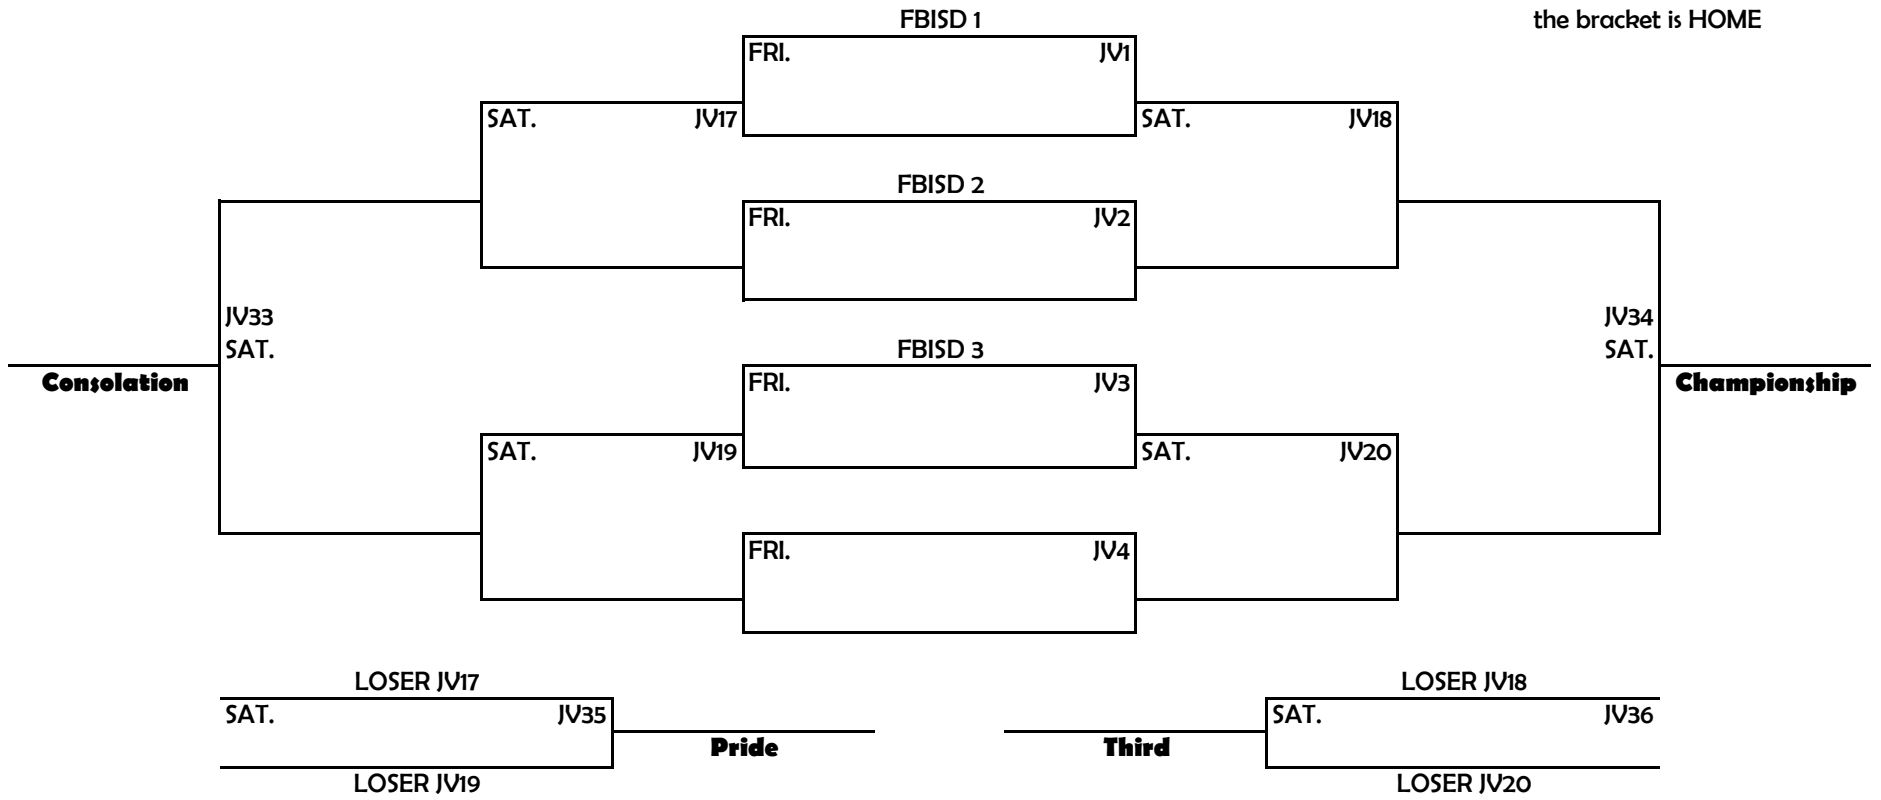 FBISD 1
the bracket is HOME
FRI. JV1
SAT. JV17
SAT. JV18
FBISD 2
FRI. JV2
JV33
SAT.
JV34
SAT.
FBISD 3
Consolation
FRI. JV3
Championship
SAT. JV19
SAT. JV20
FRI. JV4
LOSER JV17
SAT. JV35
Pride
LOSER JV19
LOSER JV18
SAT. JV36
Third
LOSER JV20